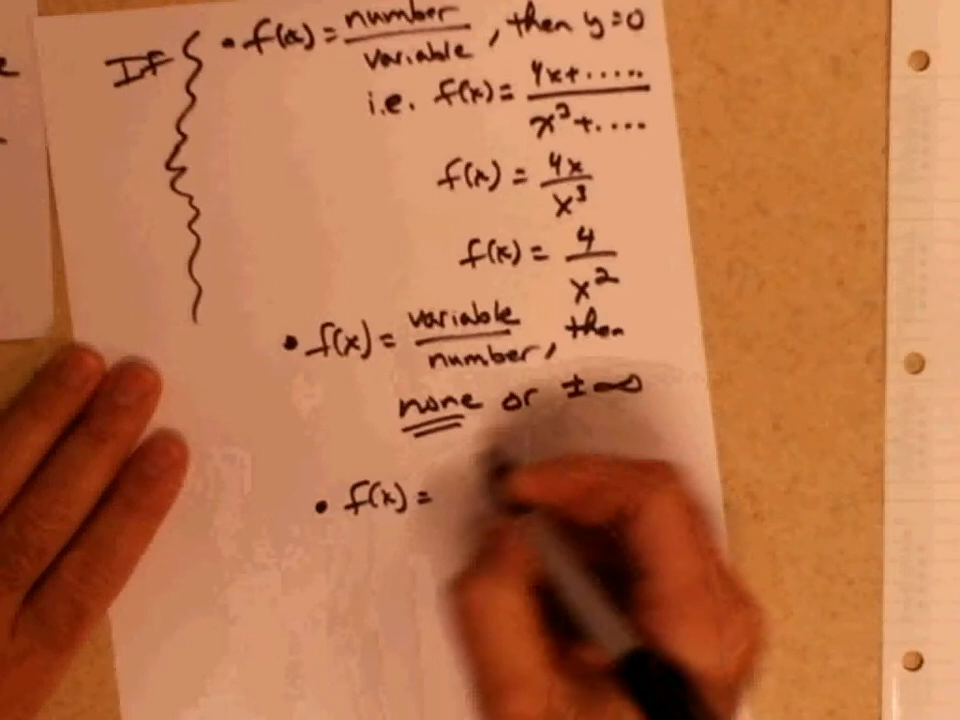 If • f(x) = number/variable, then y=0
i.e. f(x) = 4x+...../x³+....
f(x) = 4x/x³
f(x) = 4/x²
• f(x) = variable/number, then
none or ±∞
• f(x) =